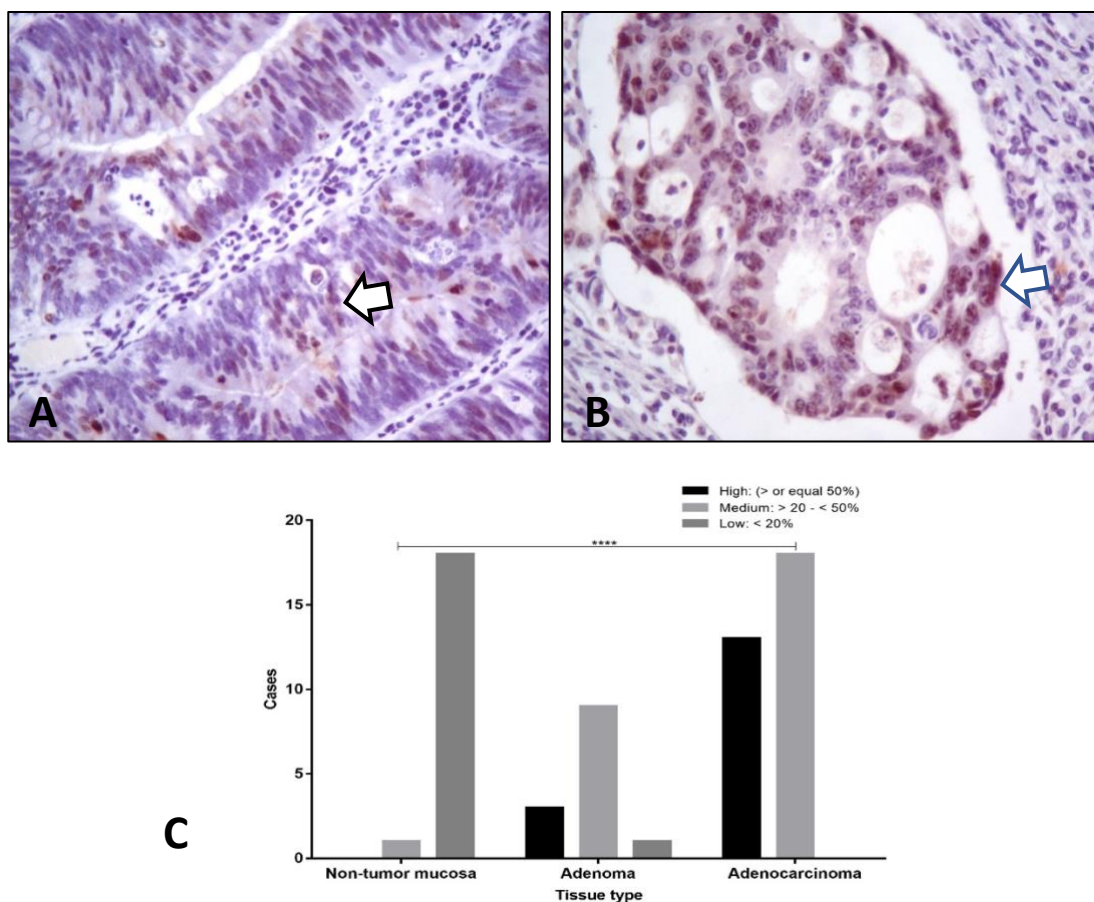 A
B
High: (> or equal 50%)
Medium: > 20 - < 50%
Low: < 20%
20
****
15
10
5
0
Cases
C
Non-tumor mucosa
Adenoma
Adenocarcinoma
Tissue type